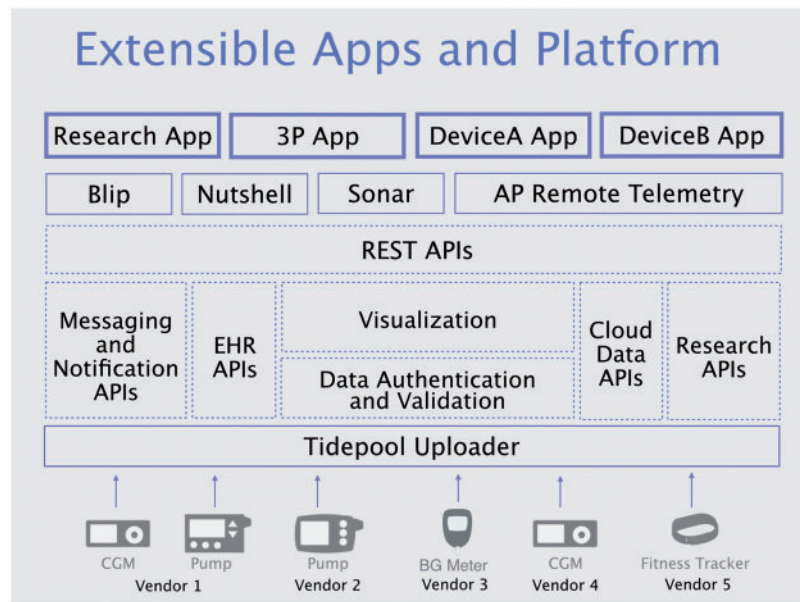 Extensible Apps and Platform
Research App
3P App
DeviceA App
DeviceB App
Blip
Nutshell
Sonar
AP Remote Telemetry
REST APIs
Messaging
and
Notification
APIs
EHR
APIs
Visualization
Data Authentication
and Validation
Cloud
Data
APIs
Research
APIs
Tidepool Uploader
CGM
Pump
Vendor 1
Pump
Vendor 2
BG Meter
Vendor 3
CGM
Vendor 4
Fitness Tracker
Vendor 5